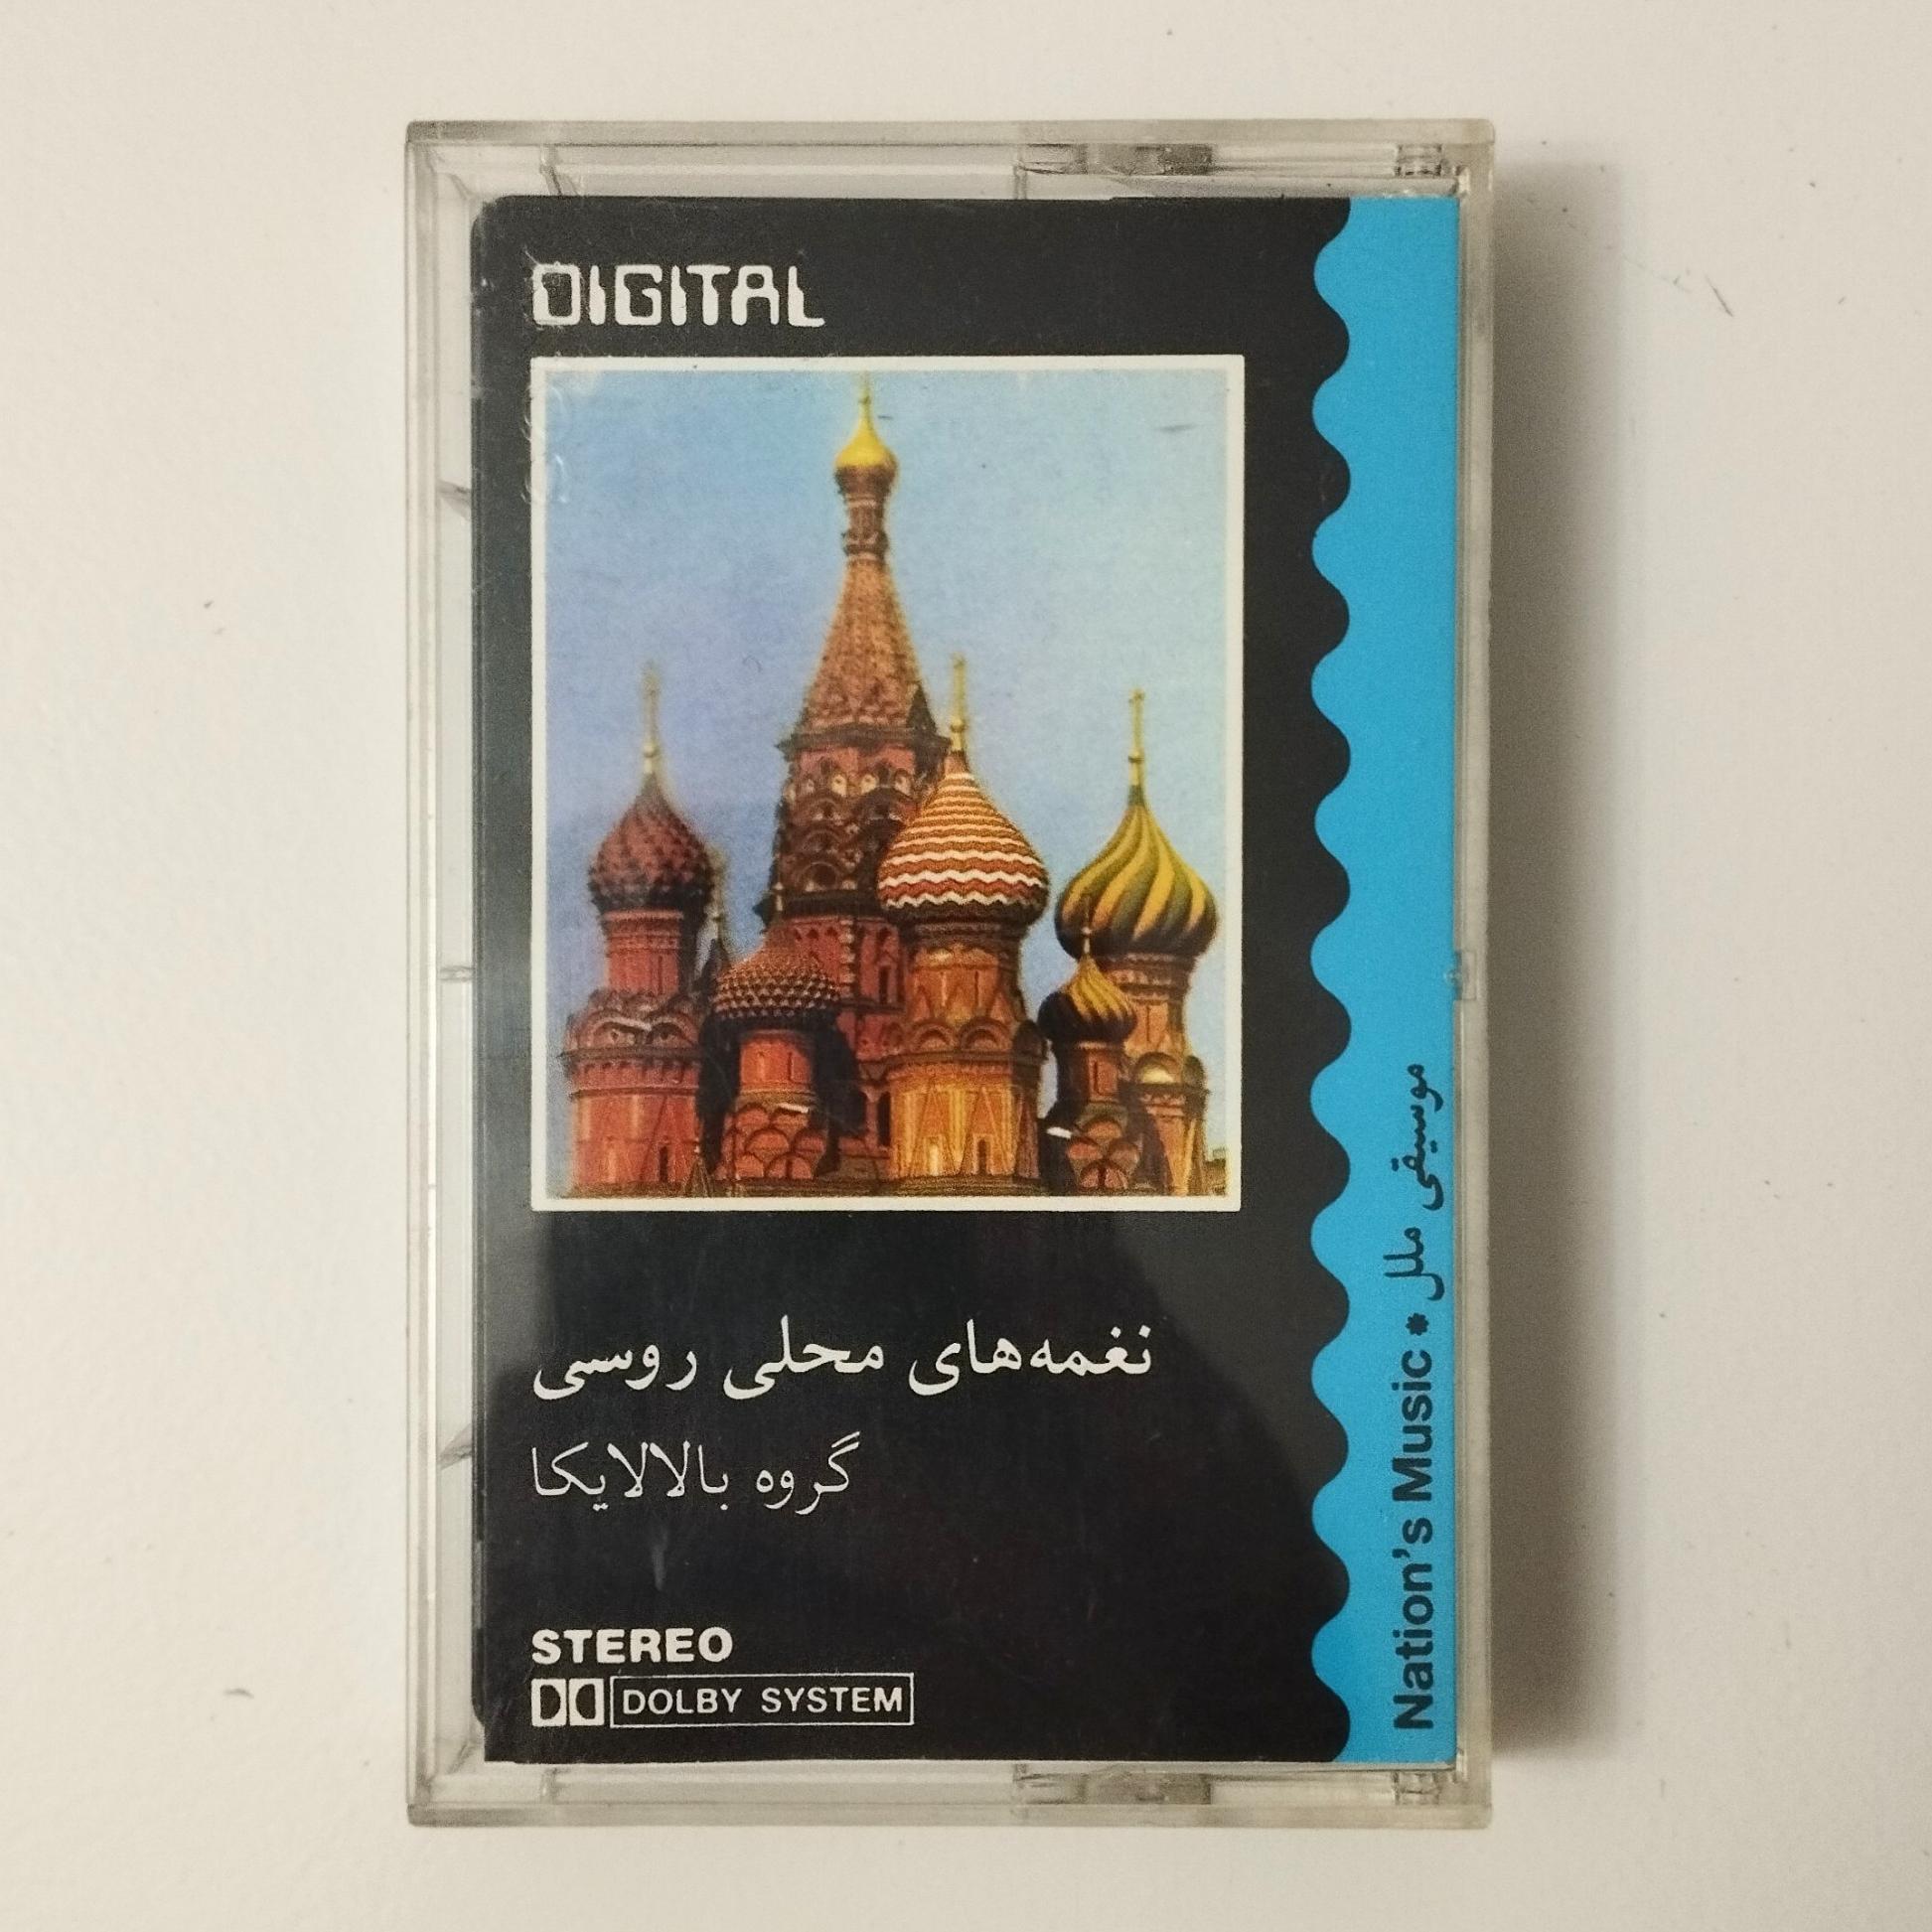 DIGITAL
نغمه‌های محلی روسی
گروه بالالایکا
STEREO
DOLBY SYSTEM
Nation's Music * موسیقی ملل